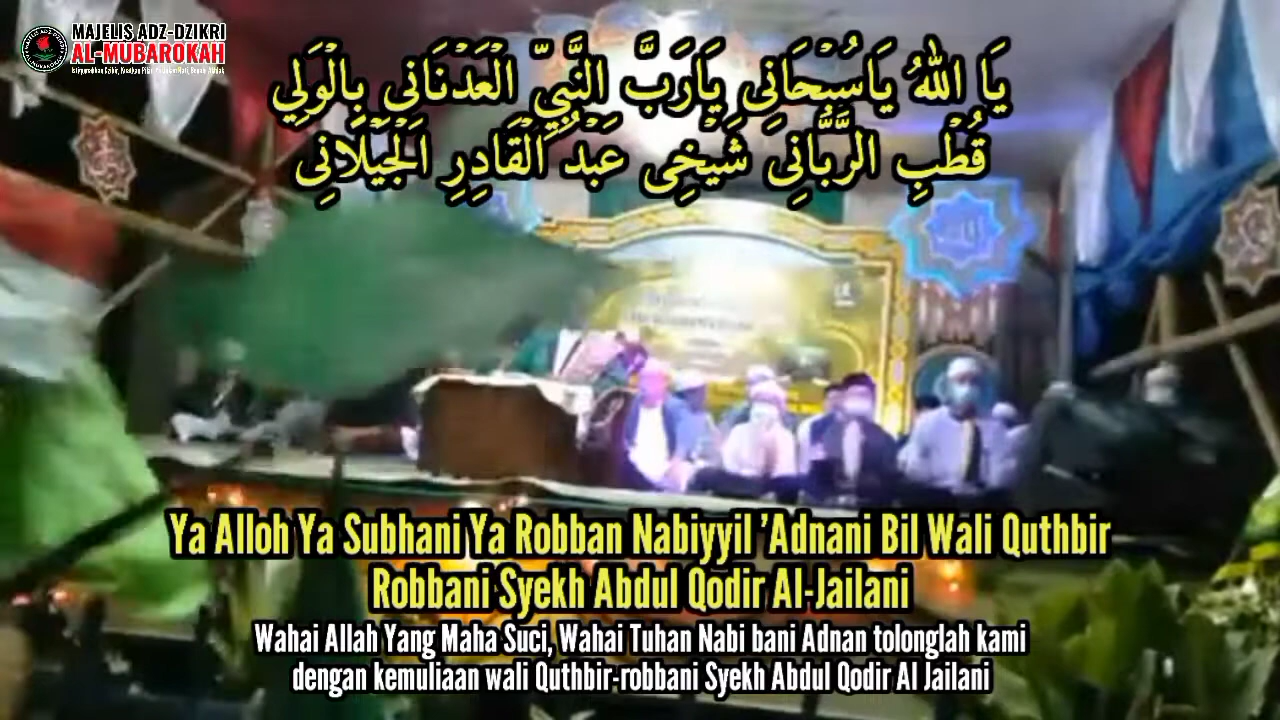 MAJELIS ADZ-DZIKRI
AL-MUBAROKAH
يَا اللهُ يَاسُبْحَانِي يَارَبَّ النَّبِيِّ الْعَدْنَانِي بِالْوَلِي
قُطْبِ الرَّبَّانِى شَيْخِى عَبْدُ الْقَادِرِ الْجَيْلَانِى
Ya Alloh Ya Subhani Ya Robban Nabiyyil 'Adnani Bil Wali Quthbir
Robbani Syekh Abdul Qodir Al-Jailani
Wahai Allah Yang Maha Suci, Wahai Tuhan Nabi bani Adnan tolonglah kami
dengan kemuliaan wali Quthbir-robbani Syekh Abdul Qodir Al Jailani